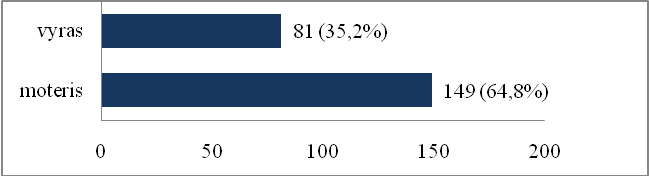 vyras 81 (35,2%)
moteris 149 (64,8%)
0 50 100 150 200